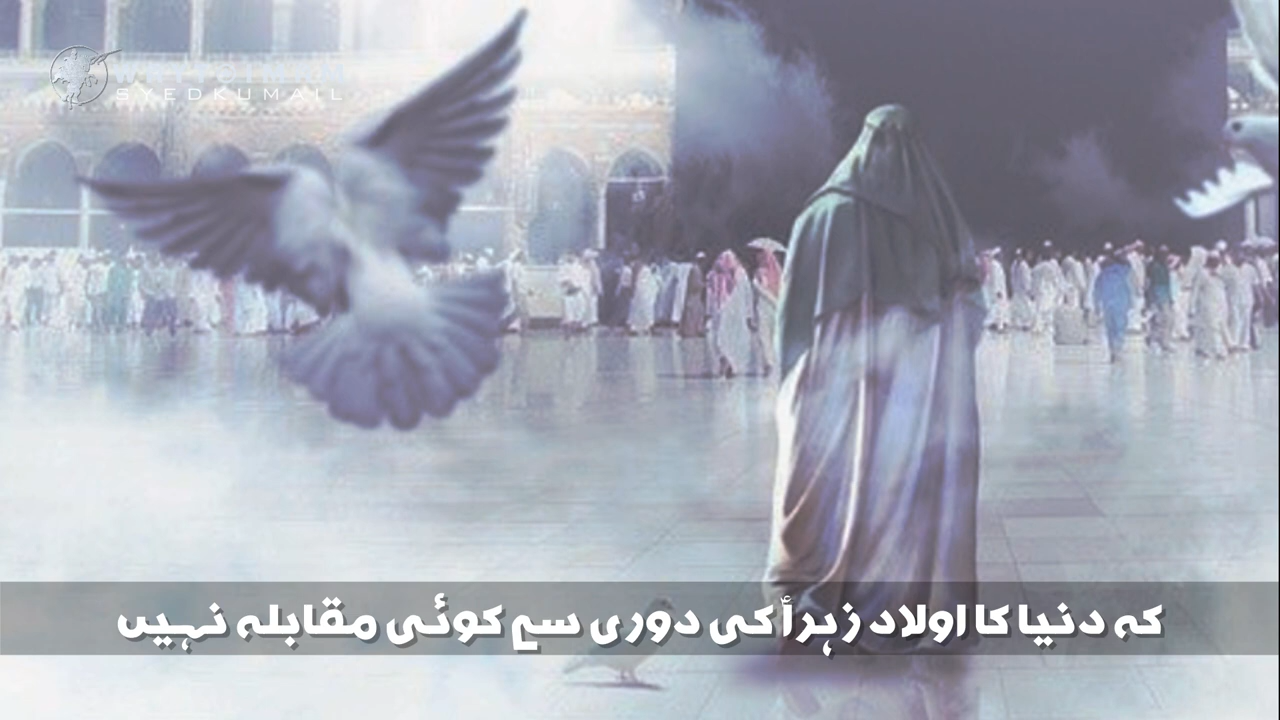 SYEDKUMAIL
کہ دنیا کا اولاد زہراؑ کی دوری سے کوئی مقابلہ نہیں